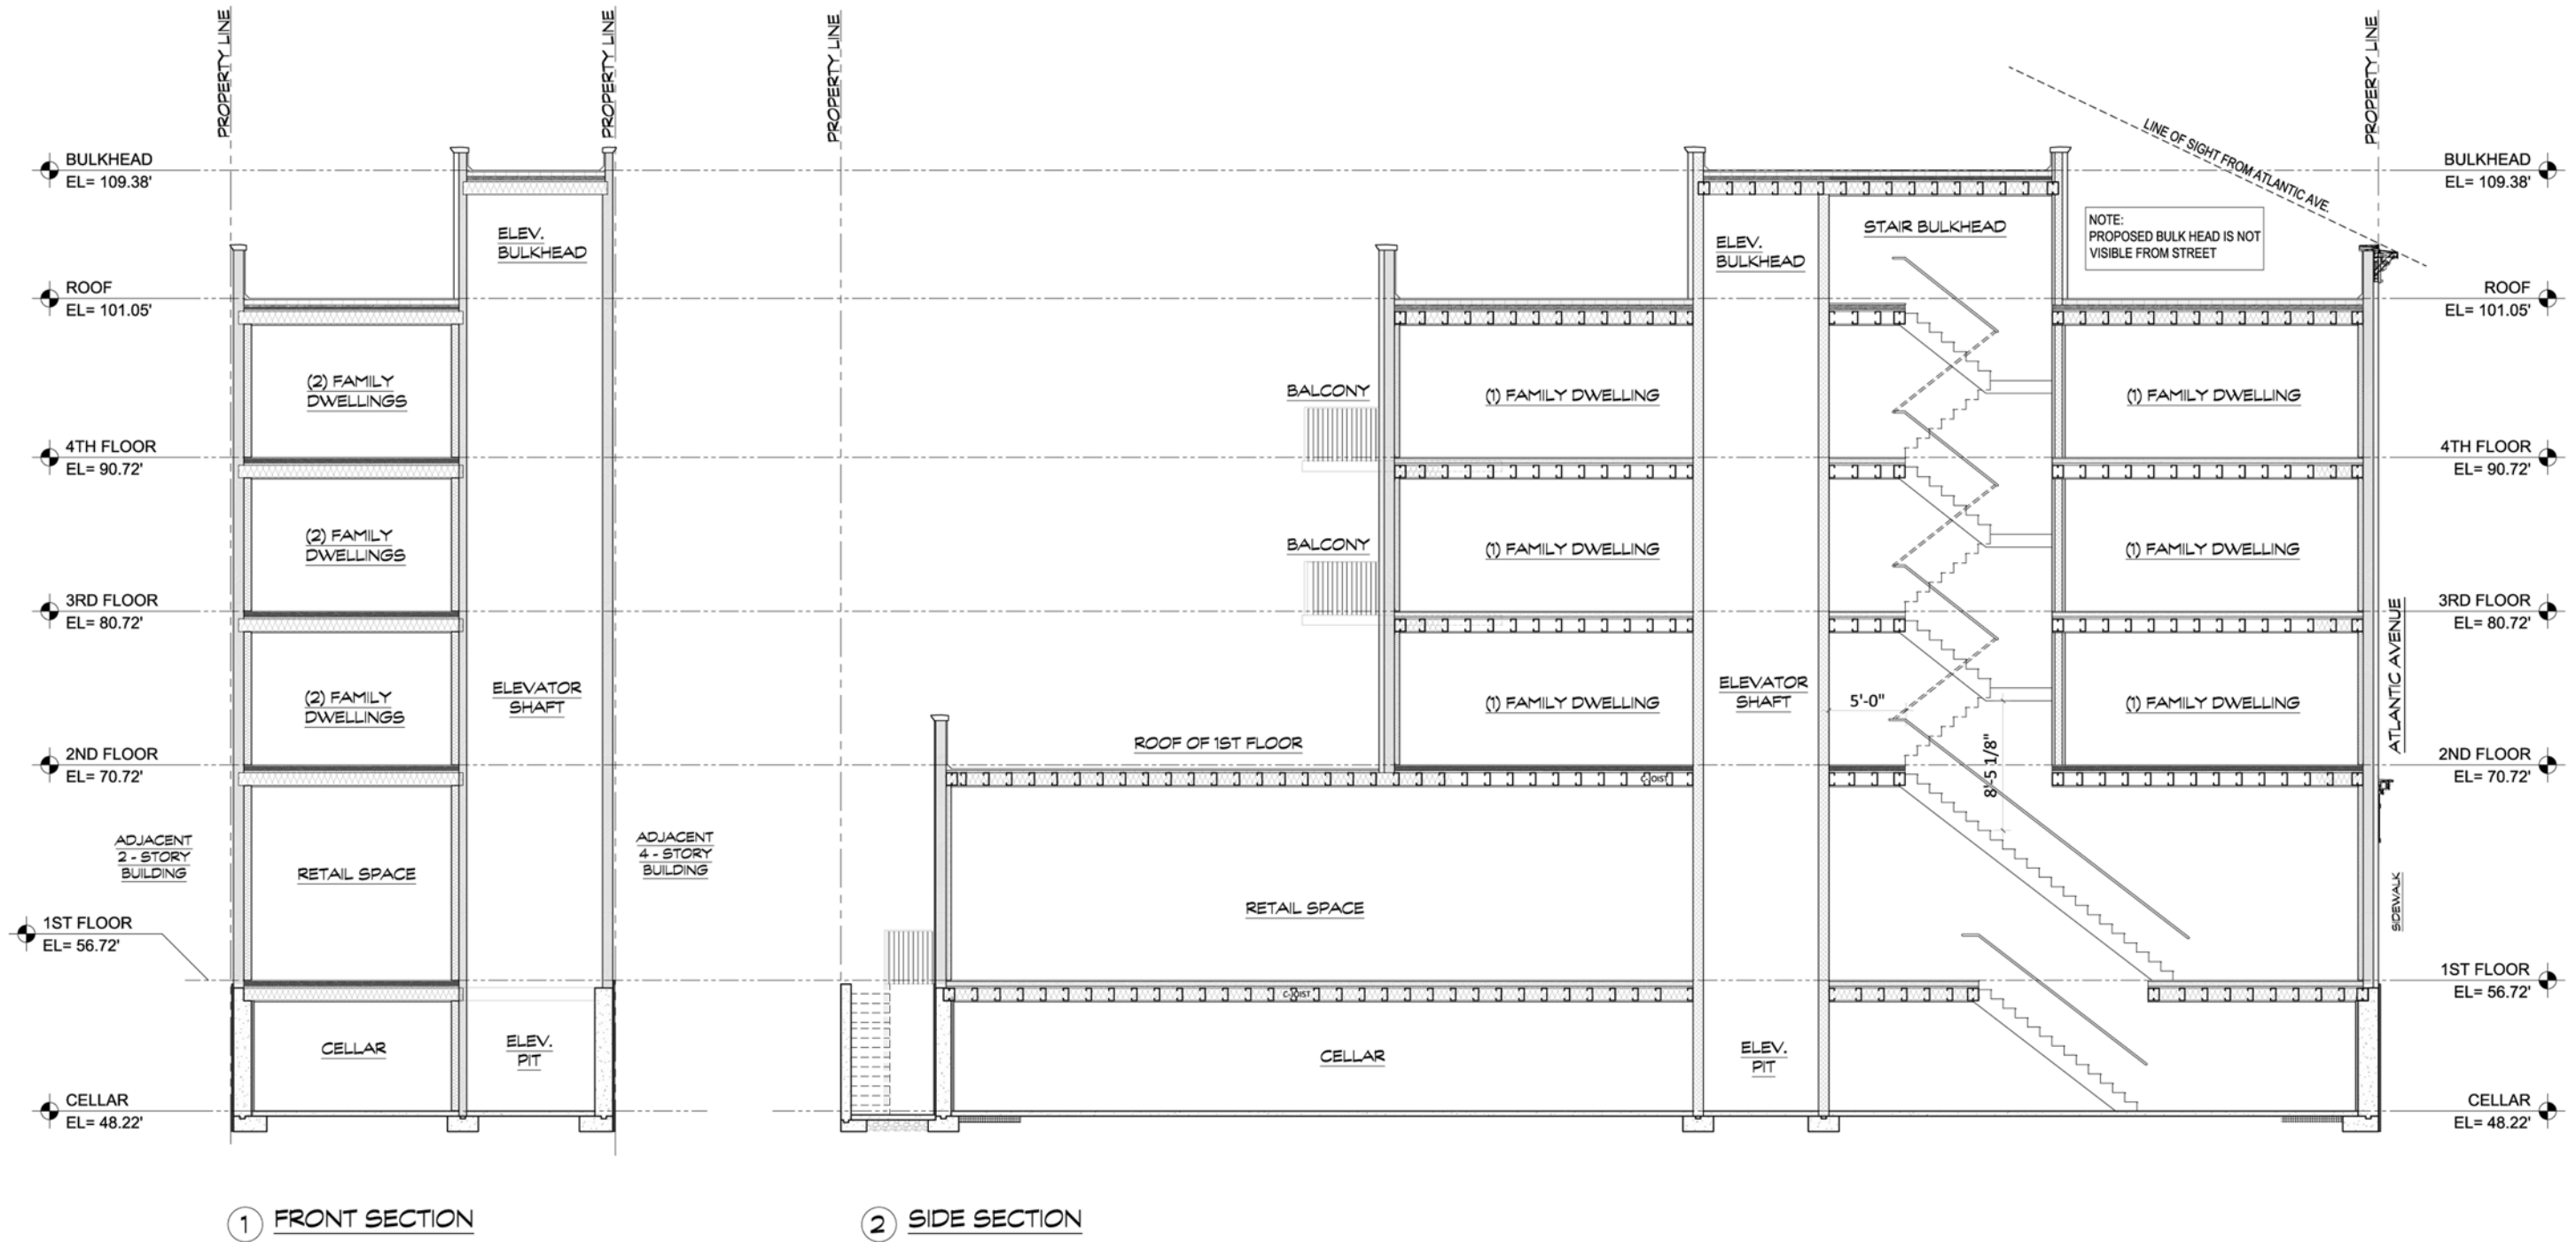 PROPERTY LINE
PROPERTY LINE
PROPERTY LINE
PROPERTY LINE
BULKHEAD
EL= 109.38'
ROOF
EL= 101.05'
4TH FLOOR
EL= 90.72'
3RD FLOOR
EL= 80.72'
2ND FLOOR
EL= 70.72'
1ST FLOOR
EL= 56.72'
CELLAR
EL= 48.22'
ADJACENT
2 - STORY
BUILDING
ELEV.
BULKHEAD
(2) FAMILY
DWELLINGS
(2) FAMILY
DWELLINGS
(2) FAMILY
DWELLINGS
ELEVATOR
SHAFT
RETAIL SPACE
CELLAR
ELEV.
PIT
ADJACENT
4 - STORY
BUILDING
1 FRONT SECTION
LINE OF SIGHT FROM ATLANTIC AVE.
NOTE:
PROPOSED BULK HEAD IS NOT
VISIBLE FROM STREET
STAIR BULKHEAD
ELEV.
BULKHEAD
BALCONY
(1) FAMILY DWELLING
(1) FAMILY DWELLING
BALCONY
(1) FAMILY DWELLING
(1) FAMILY DWELLING
(1) FAMILY DWELLING
ELEVATOR
SHAFT
5'-0"
(1) FAMILY DWELLING
8'-5 1/8"
ROOF OF 1ST FLOOR
C-JOIST
RETAIL SPACE
C-JOIST
CELLAR
ELEV.
PIT
ATLANTIC AVENUE
SIDEWALK
BULKHEAD
EL= 109.38'
ROOF
EL= 101.05'
4TH FLOOR
EL= 90.72'
3RD FLOOR
EL= 80.72'
2ND FLOOR
EL= 70.72'
1ST FLOOR
EL= 56.72'
CELLAR
EL= 48.22'
2 SIDE SECTION